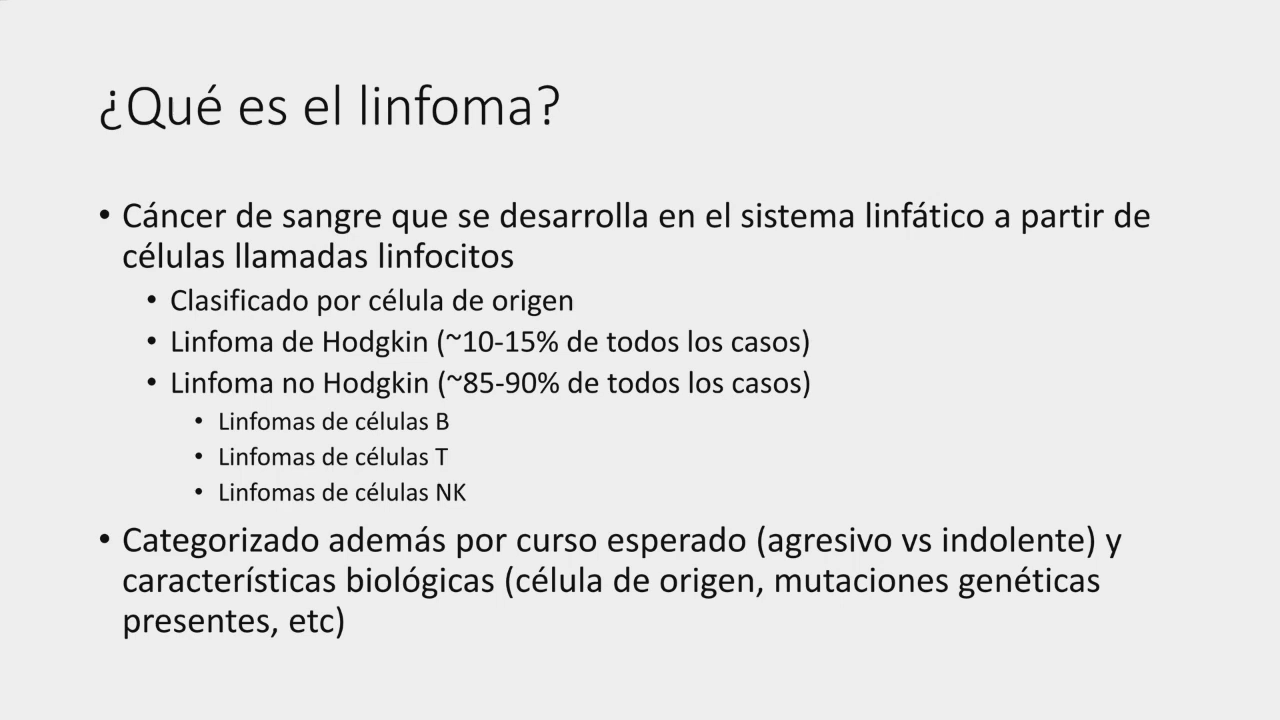 ¿Qué es el linfoma?
• Cáncer de sangre que se desarrolla en el sistema linfático a partir de
células llamadas linfocitos
• Clasificado por célula de origen
• Linfoma de Hodgkin (~10-15% de todos los casos)
• Linfoma no Hodgkin (~85-90% de todos los casos)
• Linfomas de células B
• Linfomas de células T
• Linfomas de células NK
• Categorizado además por curso esperado (agresivo vs indolente) y
características biológicas (célula de origen, mutaciones genéticas
presentes, etc)